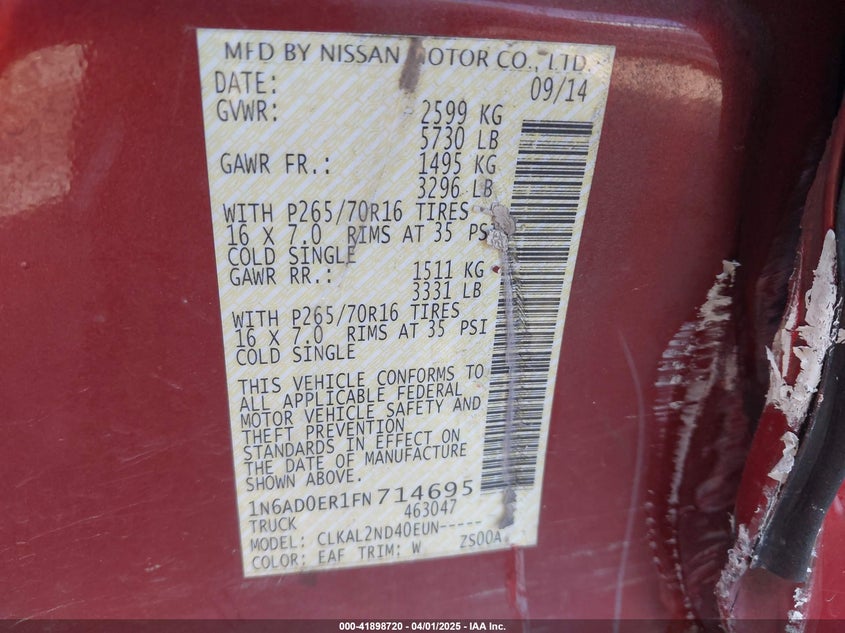 MFD BY NISSAN MOTOR CO., LTD.
DATE: 09/14
GVWR: 2599 KG
5730 LB
GAWR FR.: 1495 KG
3296 LB
WITH P265/70R16 TIRES
16 X 7.0 RIMS AT 35 PSI
COLD SINGLE
GAWR RR.: 1511 KG
3331 LB
WITH P265/70R16 TIRES
16 X 7.0 RIMS AT 35 PSI
COLD SINGLE
THIS VEHICLE CONFORMS TO
ALL APPLICABLE FEDERAL
MOTOR VEHICLE SAFETY AND
THEFT PREVENTION
STANDARDS IN EFFECT ON
THE DATE OF MANUFACTURE
SHOWN ABOVE.
1N6AD0ER1FN714695
TRUCK 463047
MODEL: CLKAL2ND40EUN-----
COLOR: EAF TRIM: W ZS00A
000-41898720 - 04/01/2025 - IAA Inc.